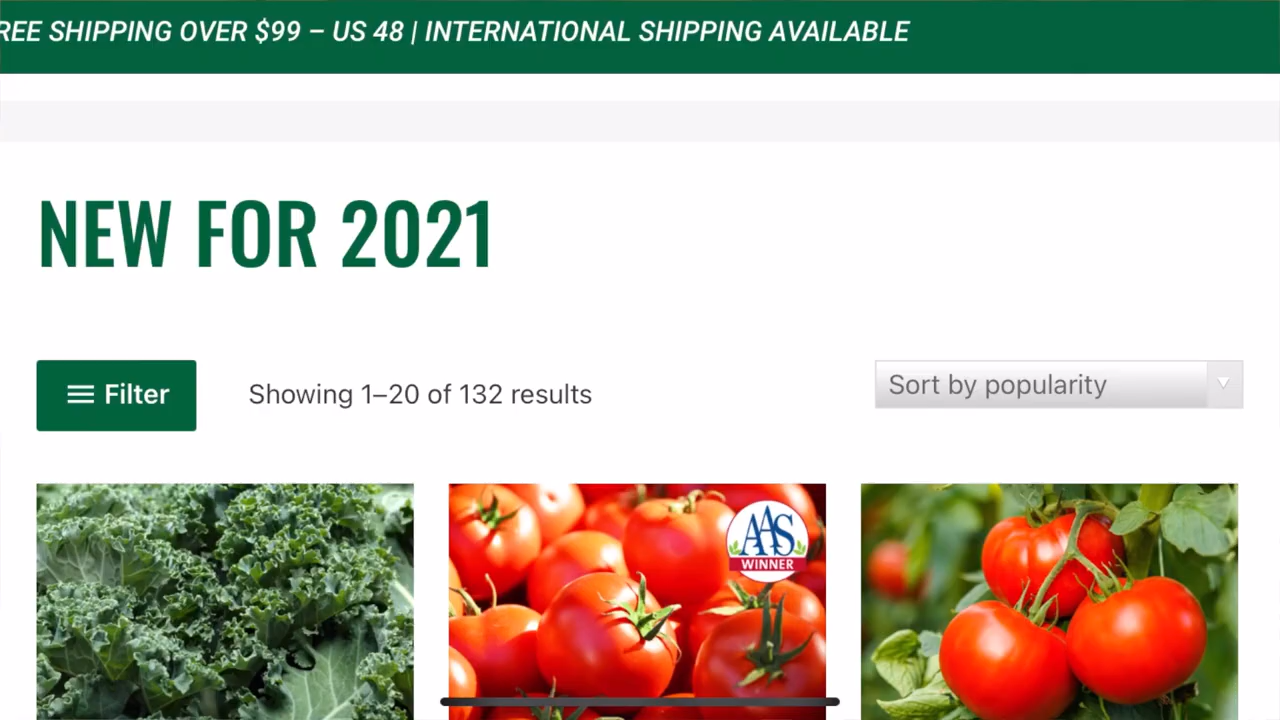 REE SHIPPING OVER $99 – US 48 | INTERNATIONAL SHIPPING AVAILABLE
NEW FOR 2021
Filter
Showing 1–20 of 132 results
Sort by popularity
AAS
WINNER